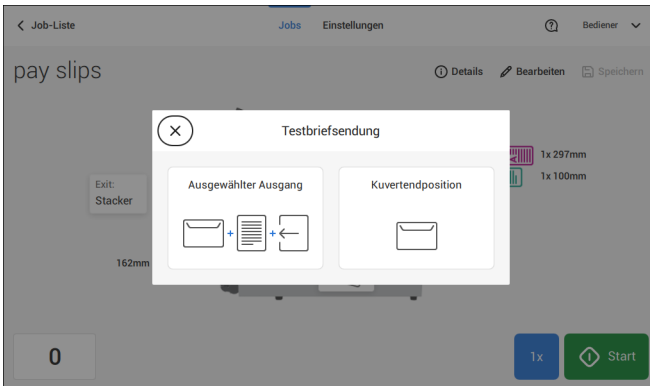 Job-Liste
Jobs
Einstellungen
Bediener
pay slips
Details
Bearbeiten
Speichern
Testbriefsendung
1x 297mm
1x 100mm
Exit:
Stacker
Ausgewählter Ausgang
Kuvertendposition
162mm
0
1x
Start